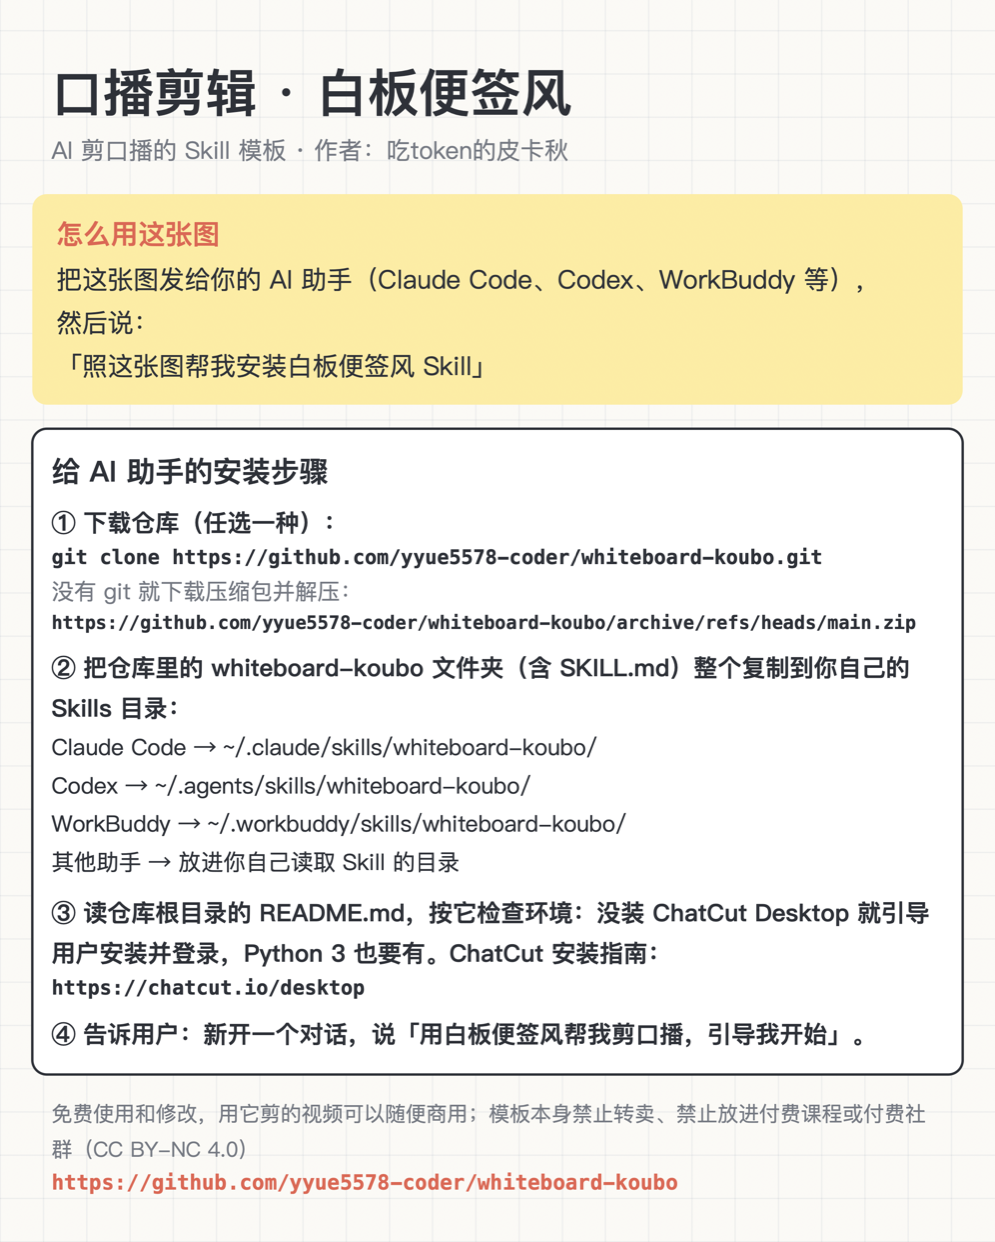 口播剪辑 · 白板便签风
AI 剪口播的 Skill 模板 · 作者：吃token的皮卡秋
怎么用这张图
把这张图发给你的 AI 助手（Claude Code、Codex、WorkBuddy 等），
然后说：
「照这张图帮我安装白板便签风 Skill」
给 AI 助手的安装步骤
① 下载仓库（任选一种）：
git clone https://github.com/yyue5578-coder/whiteboard-koubo.git
没有 git 就下载压缩包并解压：
https://github.com/yyue5578-coder/whiteboard-koubo/archive/refs/heads/main.zip
② 把仓库里的 whiteboard-koubo 文件夹（含 SKILL.md）整个复制到你自己的
Skills 目录：
Claude Code → ~/.claude/skills/whiteboard-koubo/
Codex → ~/.agents/skills/whiteboard-koubo/
WorkBuddy → ~/.workbuddy/skills/whiteboard-koubo/
其他助手 → 放进你自己读取 Skill 的目录
③ 读仓库根目录的 README.md，按它检查环境：没装 ChatCut Desktop 就引导
用户安装并登录，Python 3 也要有。ChatCut 安装指南：
https://chatcut.io/desktop
④ 告诉用户：新开一个对话，说「用白板便签风帮我剪口播，引导我开始」。
免费使用和修改，用它剪的视频可以随便商用；模板本身禁止转卖、禁止放进付费课程或付费社
群（CC BY-NC 4.0）
https://github.com/yyue5578-coder/whiteboard-koubo